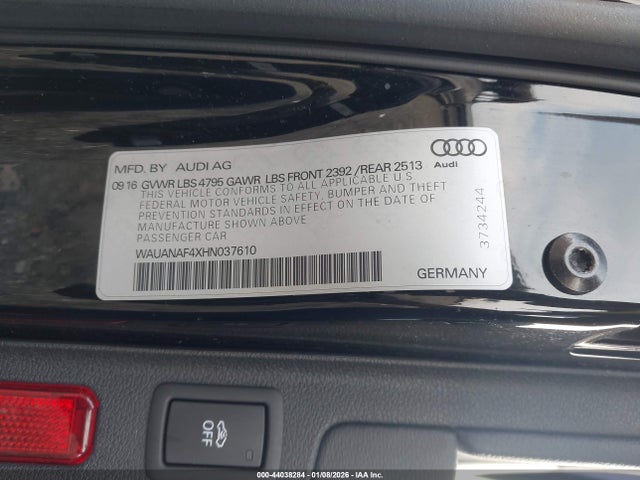 MFD. BY AUDI AG
Audi
09 16 GVWR LBS 4795 GAWR LBS FRONT 2392 /REAR 2513
THIS VEHICLE CONFORMS TO ALL APPLICABLE U.S
FEDERAL MOTOR VEHICLE SAFETY, BUMPER AND THEFT
PREVENTION STANDARDS IN EFFECT ON THE DATE OF
MANUFACTURE SHOWN ABOVE
PASSENGER CAR
WAUANAF4XHN037610
GERMANY
3734244
OFF
000-44038284 - 01/08/2026 - IAA Inc.